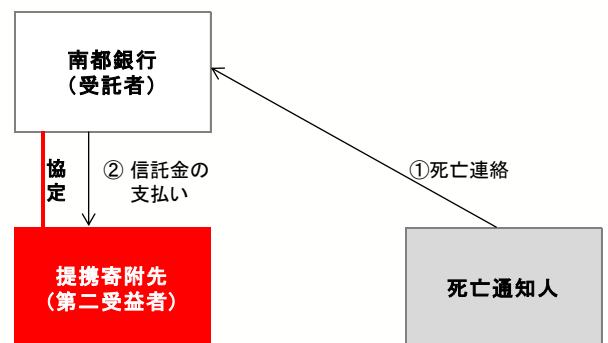 南都銀行
（受託者）
協
定
② 信託金の
支払い
①死亡連絡
提携寄附先
（第二受益者）
死亡通知人